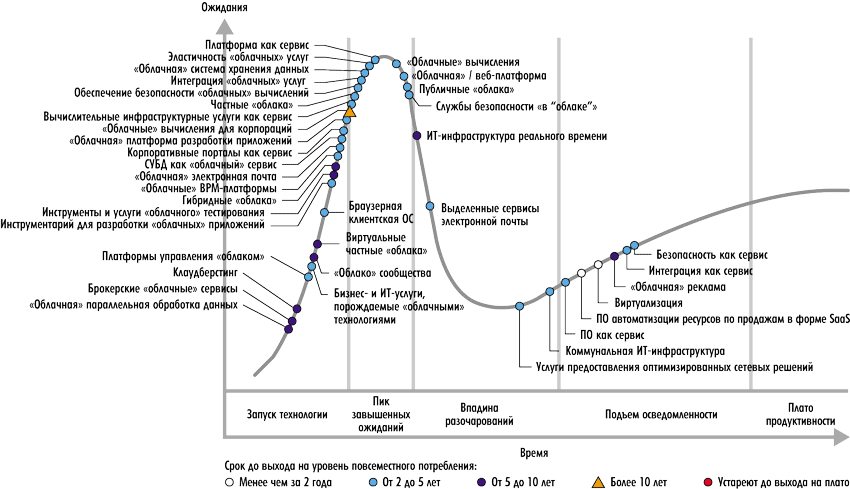 Ожидания
Платформа как сервис
Эластичность «облачных» услуг
«Облачная» система хранения данных
Интеграция «облачных» услуг
Обеспечение безопасности «облачных» вычислений
Частные «облака»
Вычислительные инфраструктурные услуги как сервис
«Облачные» вычисления для корпораций
«Облачная» платформа разработки приложений
Корпоративные порталы как сервис
СУБД как «облачный» сервис
«Облачная» электронная почта
«Облачные» BPM-платформы
Гибридные «облака»
Инструменты и услуги «облачного» тестирования
Инструментарий для разработки «облачных» приложений
Платформы управления «облаком»
Клаудберстинг
Брокерские «облачные» сервисы
«Облачная» параллельная обработка данных
«Облачные» вычисления
«Облачная» / веб-платформа
Публичные «облака»
Службы безопасности «в “облаке”»
ИТ-инфраструктура реального времени
Браузерная
клиентская ОС
Выделенные сервисы
электронной почты
Виртуальные
частные «облака»
«Облако» сообщества
Бизнес- и ИТ-услуги,
порождаемые «облачными»
технологиями
Безопасность как сервис
Интеграция как сервис
«Облачная» реклама
Виртуализация
ПО автоматизации ресурсов по продажам в форме SaaS
ПО как сервис
Коммунальная ИТ-инфраструктура
Услуги предоставления оптимизированных сетевых решений
Запуск технологии
Пик
завышенных
ожиданий
Впадина
разочарований
Подъем осведомленности
Плато
продуктивности
Время
Срок до выхода на уровень повсеместного потребления:
Менее чем за 2 года
От 2 до 5 лет
От 5 до 10 лет
Более 10 лет
Устареют до выхода на плато